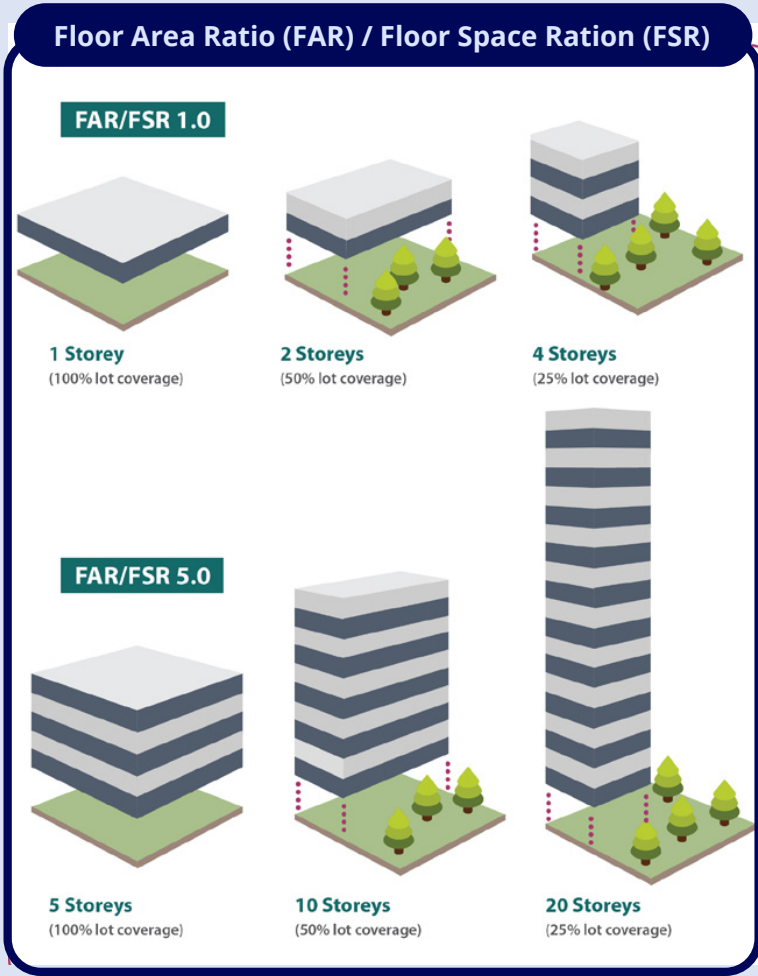 Floor Area Ratio (FAR) / Floor Space Ration (FSR)
FAR/FSR 1.0
1 Storey
(100% lot coverage)
2 Storeys
(50% lot coverage)
4 Storeys
(25% lot coverage)
FAR/FSR 5.0
5 Storeys
(100% lot coverage)
10 Storeys
(50% lot coverage)
20 Storeys
(25% lot coverage)